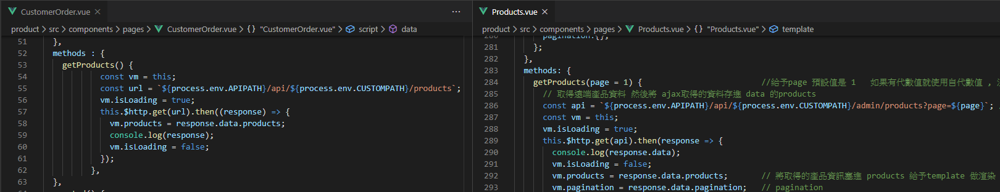 CustomerOrder.vue
product > src > components > pages > CustomerOrder.vue > {} "CustomerOrder.vue" > script > data
51 },
52 methods : {
53 getProducts() {
54 const vm = this;
55 const url = `${process.env.APIPATH}/api/${process.env.CUSTOMPATH}/products`;
56 vm.isLoading = true;
57 this.$http.get(url).then((response) => {
58 vm.products = response.data.products;
59 console.log(response);
60 vm.isLoading = false;
61 });
62 },
63 },
Products.vue
product > src > components > pages > Products.vue > {} "Products.vue" > template
280 pagination:{},
281 };
282 },
283 methods: {
284 getProducts(page = 1) { //給予page 預設值是 1 如果有代數值就使用自代數值 ,
285 // 取得遠端產品資料 然後將 ajax取得的資料存進 data 的products
286 const api = `${process.env.APIPATH}/api/${process.env.CUSTOMPATH}/admin/products?page=${page}`;
287 const vm = this;
288 vm.isLoading = true;
289 this.$http.get(api).then(response => {
290 console.log(response.data);
291 vm.isLoading = false;
292 vm.products = response.data.products; // 將取得的產品資訊塞進 products 給予template 做渲染
293 vm.pagination = response.data.pagination; // pagination